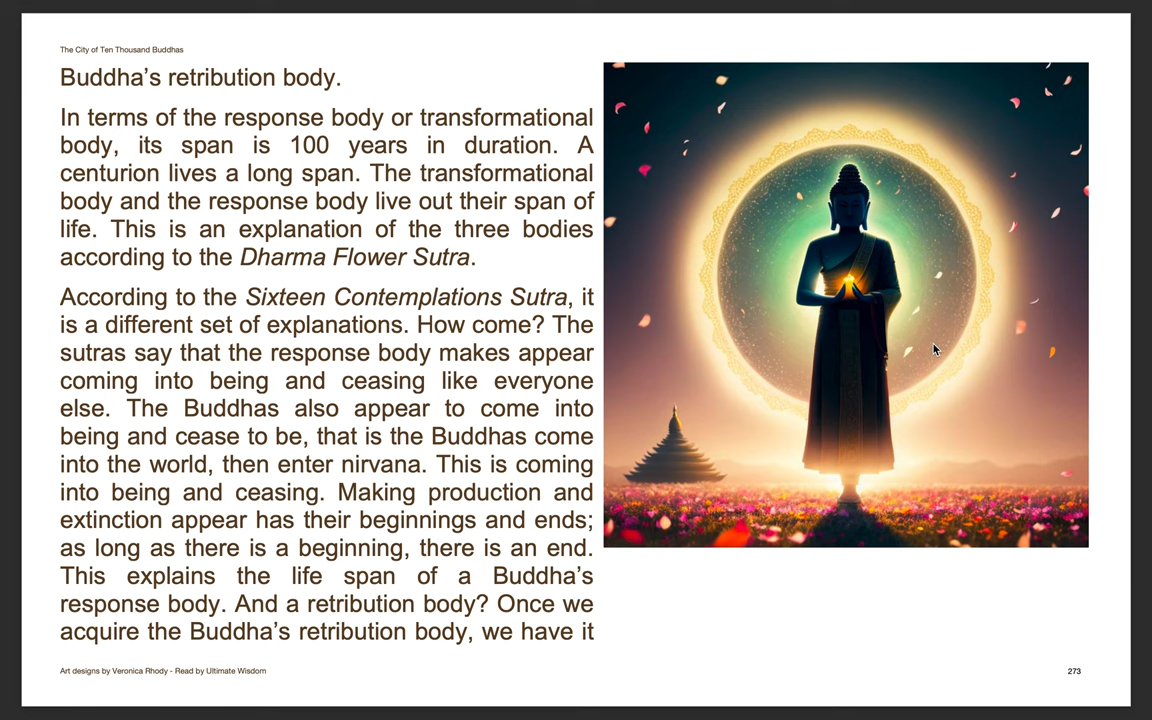 The City of Ten Thousand Buddhas
Buddha’s retribution body.
In terms of the response body or transformational
body, its span is 100 years in duration. A
centurion lives a long span. The transformational
body and the response body live out their span of
life. This is an explanation of the three bodies
according to the Dharma Flower Sutra.
According to the Sixteen Contemplations Sutra, it
is a different set of explanations. How come? The
sutras say that the response body makes appear
coming into being and ceasing like everyone
else. The Buddhas also appear to come into
being and cease to be, that is the Buddhas come
into the world, then enter nirvana. This is coming
into being and ceasing. Making production and
extinction appear has their beginnings and ends;
as long as there is a beginning, there is an end.
This explains the life span of a Buddha’s
response body. And a retribution body? Once we
acquire the Buddha’s retribution body, we have it
Art designs by Veronica Rhody - Read by Ultimate Wisdom
273